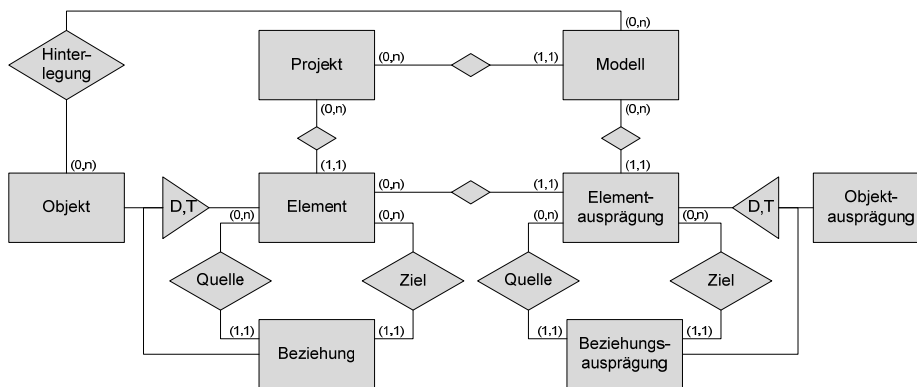 (0,n)
Hinter-
legung
Projekt
(0,n)
(1,1)
Modell
(0,n)
(0,n)
(0,n)
(1,1)
(1,1)
Objekt
D,T
Element
(0,n)
(1,1)
Element-
ausprägung
D,T
Objekt-
ausprägung
(0,n)
(0,n)
(0,n)
(0,n)
Quelle
Ziel
Quelle
Ziel
(1,1)
(1,1)
(1,1)
(1,1)
Beziehung
Beziehungs-
ausprägung